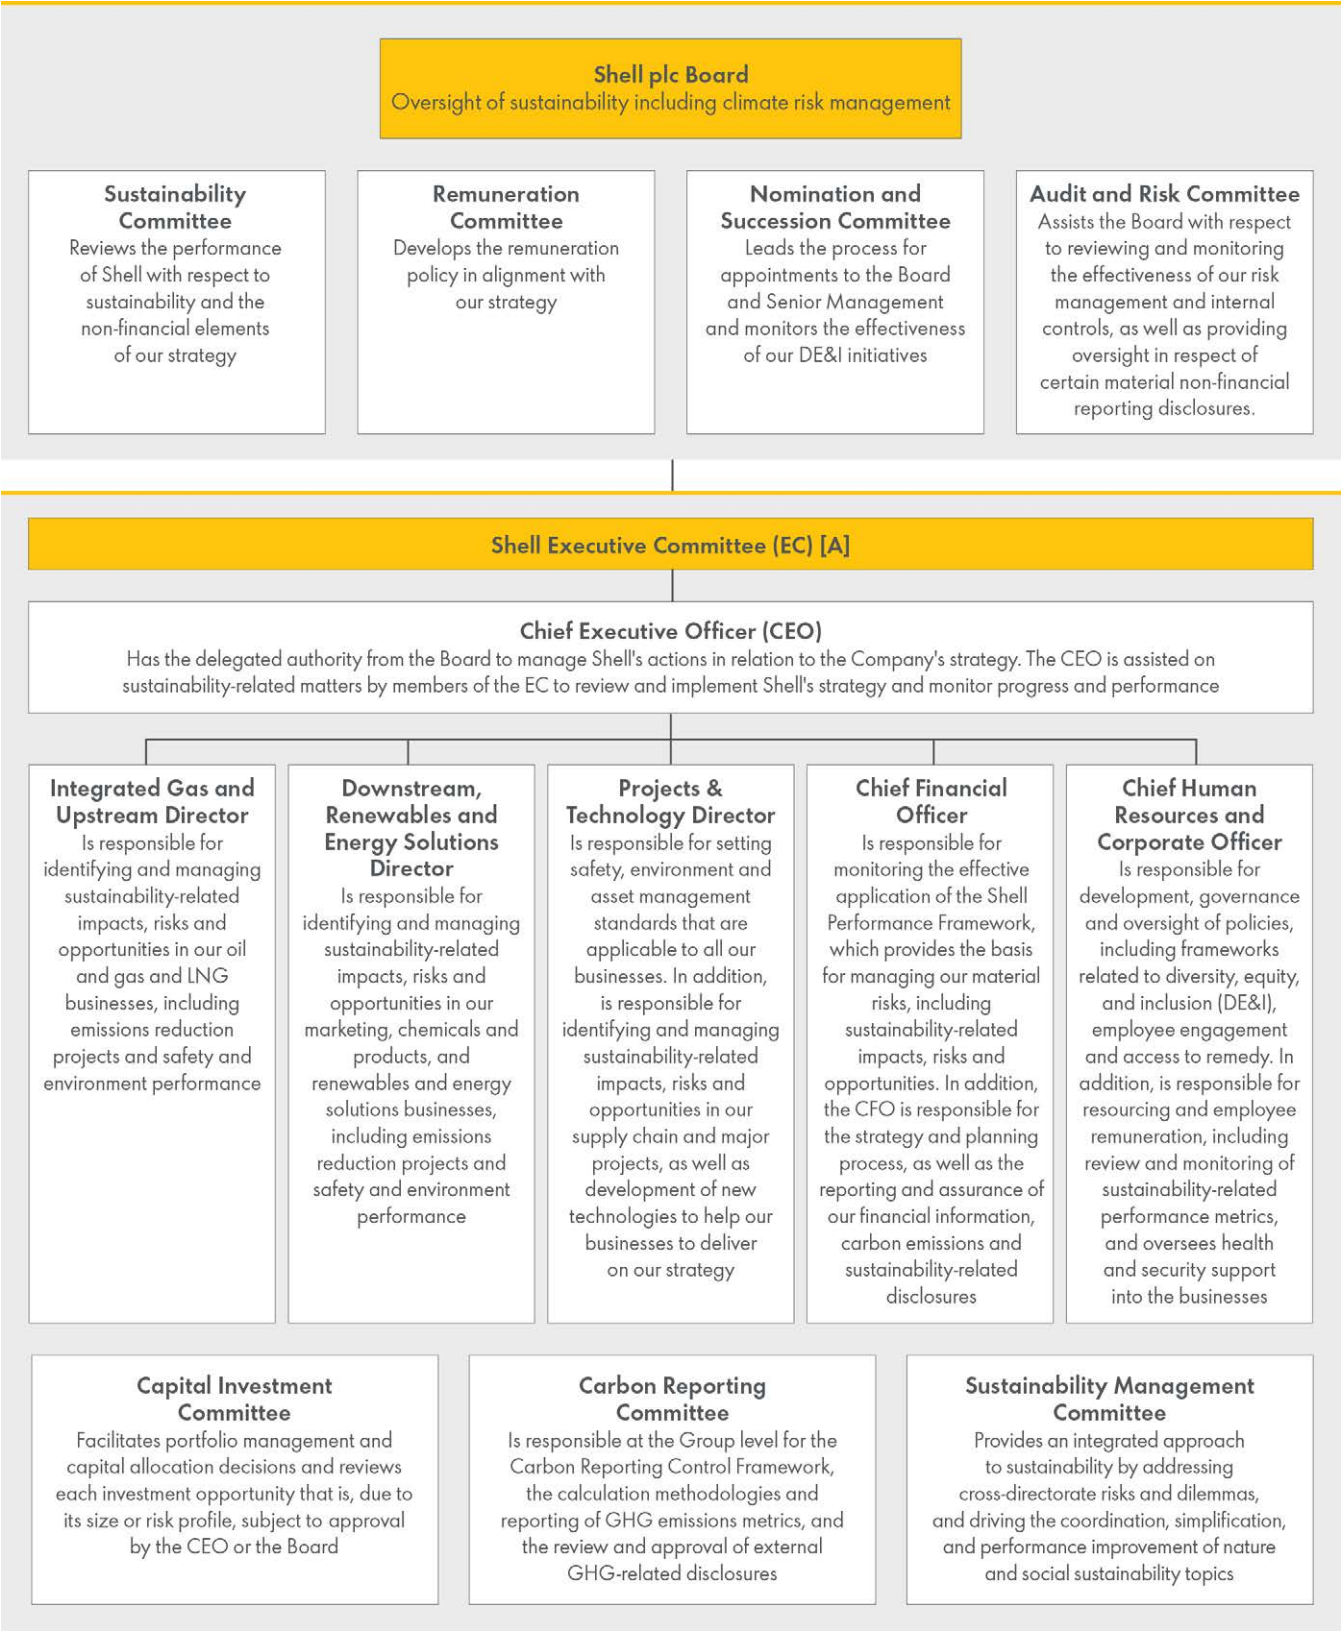 Shell plc Board
Oversight of sustainability including climate risk management
Sustainability
Committee
Reviews the performance
of Shell with respect to
sustainability and the
non-financial elements
of our strategy
Remuneration
Committee
Develops the remuneration
policy in alignment with
our strategy
Nomination and
Succession Committee
Leads the process for
appointments to the Board
and Senior Management
and monitors the effectiveness
of our DE&I initiatives
Audit and Risk Committee
Assists the Board with respect
to reviewing and monitoring
the effectiveness of our risk
management and internal
controls, as well as providing
oversight in respect of
certain material non-financial
reporting disclosures.
Shell Executive Committee (EC) [A]
Chief Executive Officer (CEO)
Has the delegated authority from the Board to manage Shell's actions in relation to the Company's strategy. The CEO is assisted on
sustainability-related matters by members of the EC to review and implement Shell's strategy and monitor progress and performance
Integrated Gas and
Upstream Director
Is responsible for
identifying and managing
sustainability-related
impacts, risks and
opportunities in our oil
and gas and LNG
businesses, including
emissions reduction
projects and safety and
environment performance
Downstream,
Renewables and
Energy Solutions
Director
Is responsible for
identifying and managing
sustainability-related
impacts, risks and
opportunities in our
marketing, chemicals and
products, and
renewables and energy
solutions businesses,
including emissions
reduction projects and
safety and environment
performance
Projects &
Technology Director
Is responsible for setting
safety, environment and
asset management
standards that are
applicable to all our
businesses. In addition,
is responsible for
identifying and managing
sustainability-related
impacts, risks and
opportunities in our
supply chain and major
projects, as well as
development of new
technologies to help our
businesses to deliver
on our strategy
Chief Financial
Officer
Is responsible for
monitoring the effective
application of the Shell
Performance Framework,
which provides the basis
for managing our material
risks, including
sustainability-related
impacts, risks and
opportunities. In addition,
the CFO is responsible for
the strategy and planning
process, as well as the
reporting and assurance of
our financial information,
carbon emissions and
sustainability-related
disclosures
Chief Human
Resources and
Corporate Officer
Is responsible for
development, governance
and oversight of policies,
including frameworks
related to diversity, equity,
and inclusion (DE&I),
employee engagement
and access to remedy. In
addition, is responsible for
resourcing and employee
remuneration, including
review and monitoring of
sustainability-related
performance metrics,
and oversees health
and security support
into the businesses
Capital Investment
Committee
Facilitates portfolio management and
capital allocation decisions and reviews
each investment opportunity that is, due to
its size or risk profile, subject to approval
by the CEO or the Board
Carbon Reporting
Committee
Is responsible at the Group level for the
Carbon Reporting Control Framework,
the calculation methodologies and
reporting of GHG emissions metrics, and
the review and approval of external
GHG-related disclosures
Sustainability Management
Committee
Provides an integrated approach
to sustainability by addressing
cross-directorate risks and dilemmas,
and driving the coordination, simplification,
and performance improvement of nature
and social sustainability topics